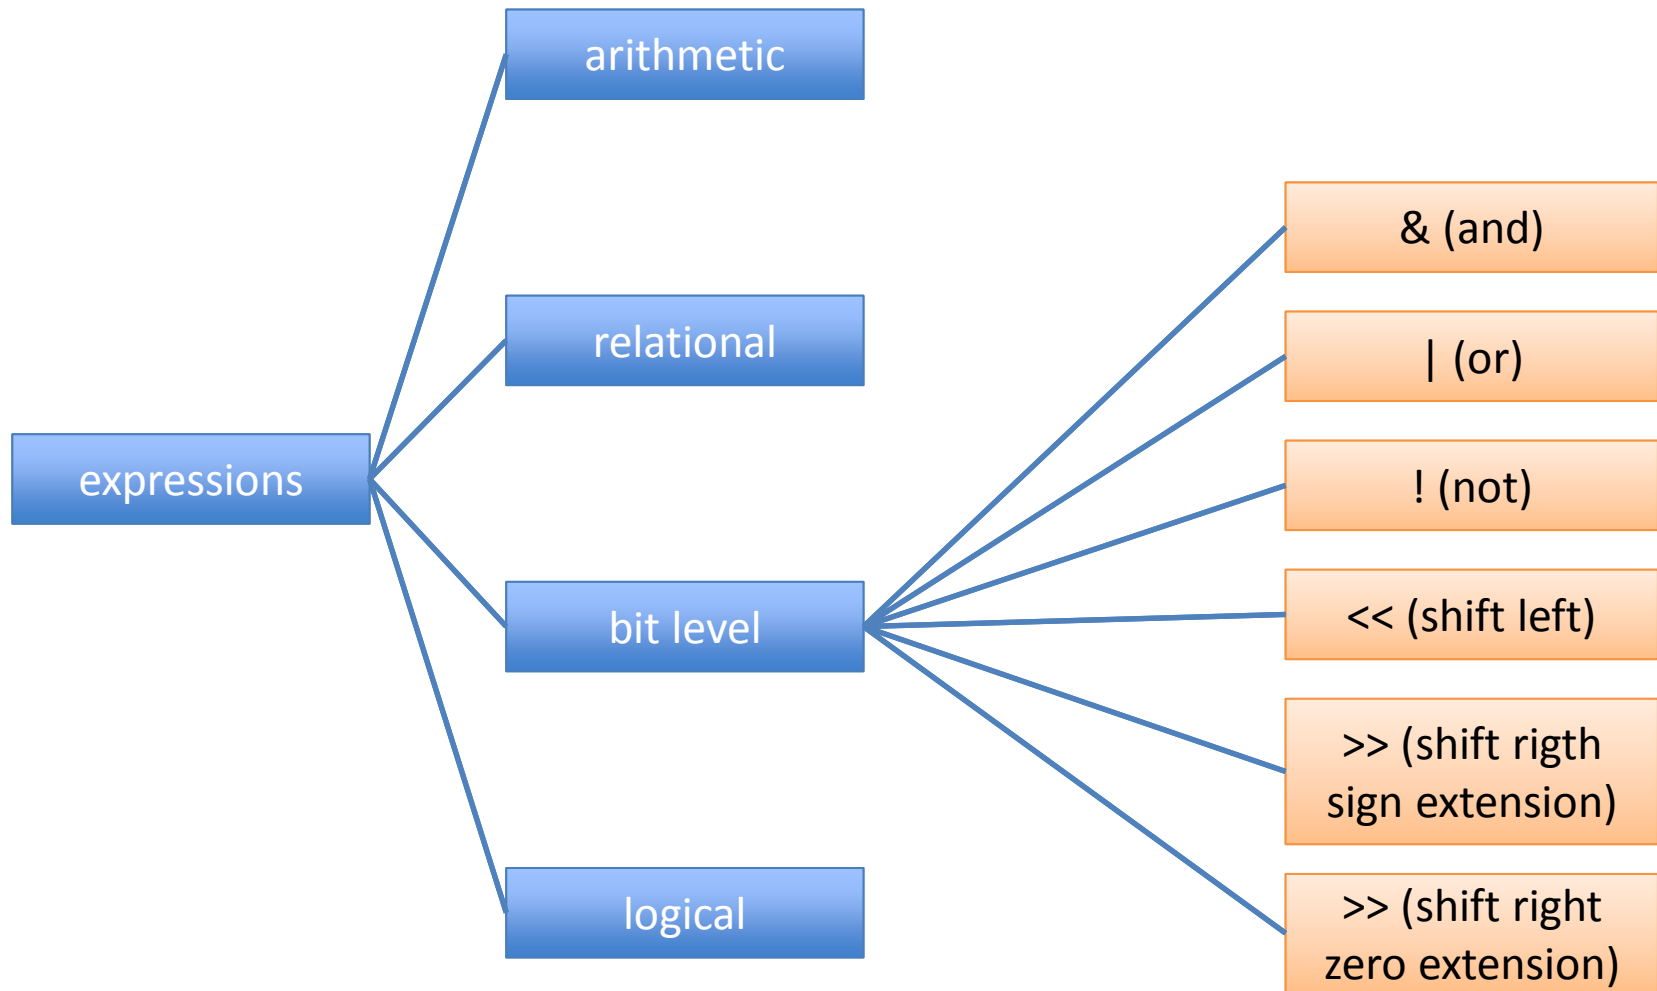 expressions
arithmetic
relational
bit level
logical
& (and)
| (or)
! (not)
<< (shift left)
>> (shift rigth
sign extension)
>> (shift right
zero extension)